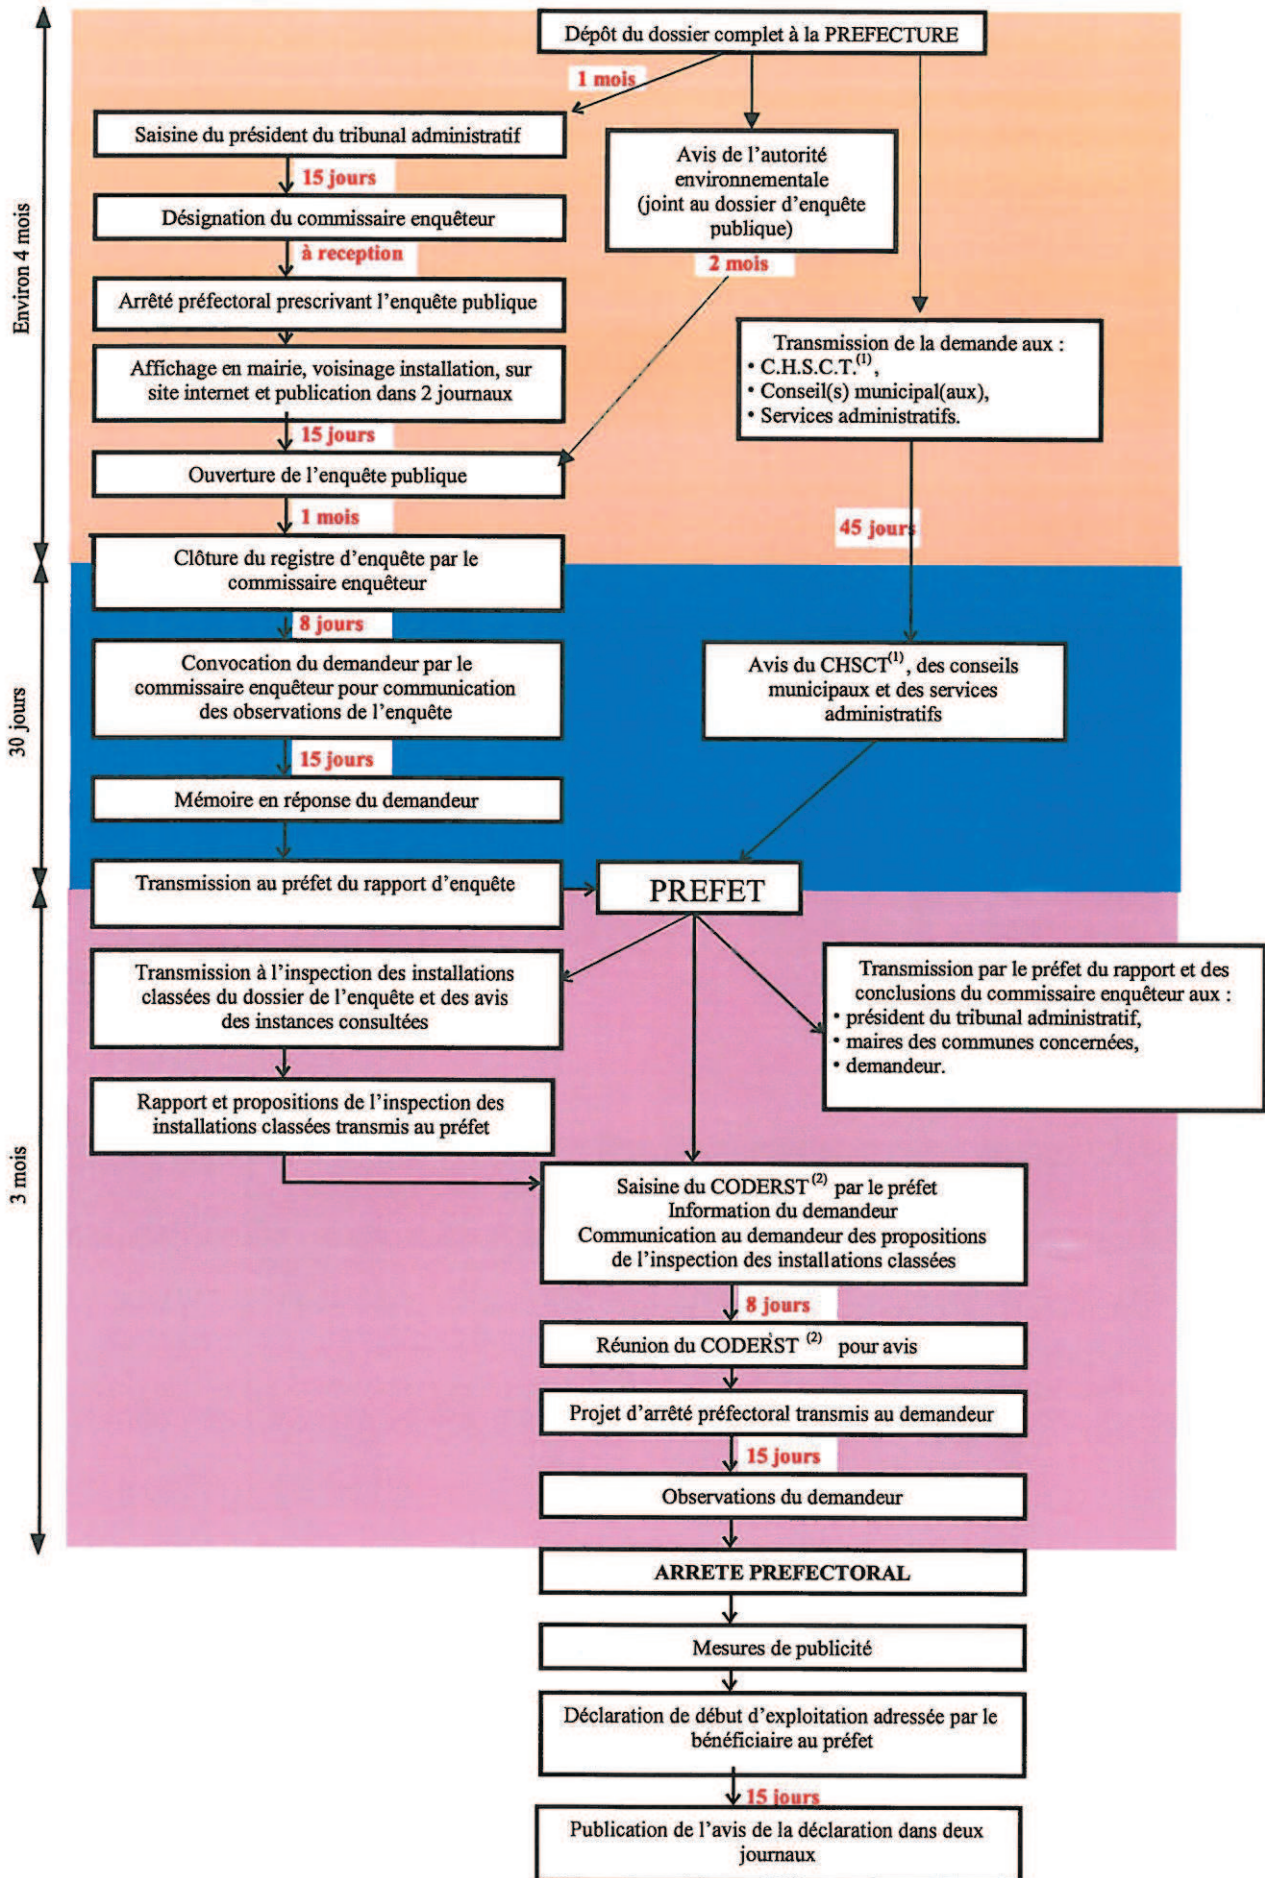 Dépôt du dossier complet à la PREFECTURE
1 mois
Saisine du président du tribunal administratif
15 jours
Désignation du commissaire enquêteur
à reception
Arrêté préfectoral prescrivant l'enquête publique
Affichage en mairie, voisinage installation, sur
site internet et publication dans 2 journaux
15 jours
Ouverture de l'enquête publique
1 mois
Avis de l'autorité
environnementale
(joint au dossier d'enquête
publique)
2 mois
Transmission de la demande aux :
• C.H.S.C.T.(1),
• Conseil(s) municipal(aux),
• Services administratifs.
45 jours
Environ 4 mois
Clôture du registre d'enquête par le
commissaire enquêteur
8 jours
Convocation du demandeur par le
commissaire enquêteur pour communication
des observations de l'enquête
15 jours
Mémoire en réponse du demandeur
Avis du CHSCT(1), des conseils
municipaux et des services
administratifs
30 jours
Transmission au préfet du rapport d'enquête
PREFET
Transmission à l'inspection des installations
classées du dossier de l'enquête et des avis
des instances consultées
Transmission par le préfet du rapport et des
conclusions du commissaire enquêteur aux :
• président du tribunal administratif,
• maires des communes concernées,
• demandeur.
Rapport et propositions de l'inspection des
installations classées transmis au préfet
3 mois
Saisine du CODERST (2) par le préfet
Information du demandeur
Communication au demandeur des propositions
de l'inspection des installations classées
8 jours
Réunion du CODERST (2) pour avis
Projet d'arrêté préfectoral transmis au demandeur
15 jours
Observations du demandeur
ARRETE PREFECTORAL
Mesures de publicité
Déclaration de début d'exploitation adressée par le
bénéficiaire au préfet
15 jours
Publication de l'avis de la déclaration dans deux
journaux